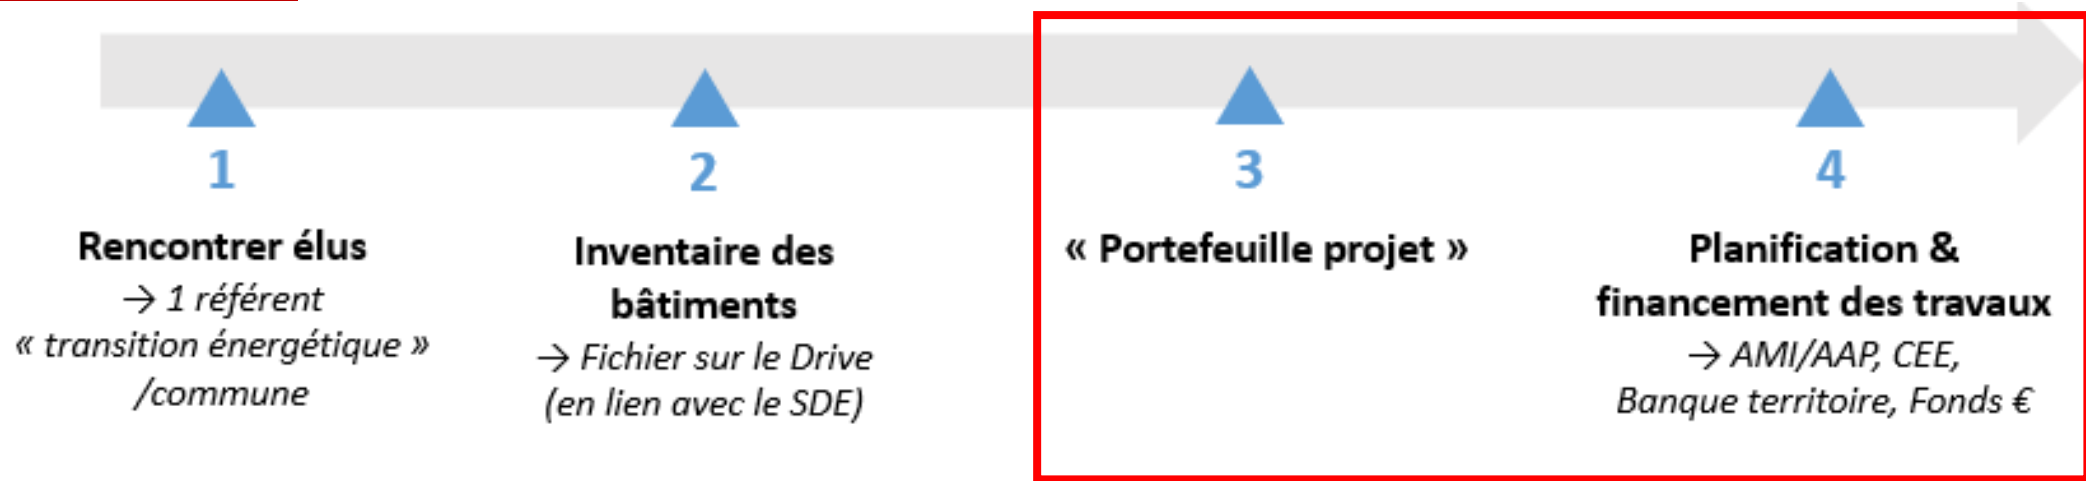 1
Rencontrer élus
→ 1 référent
« transition énergétique »
/commune
2
Inventaire des
bâtiments
→ Fichier sur le Drive
(en lien avec le SDE)
3
« Portefeuille projet »
4
Planification &
financement des travaux
→ AMI/AAP, CEE,
Banque territoire, Fonds €